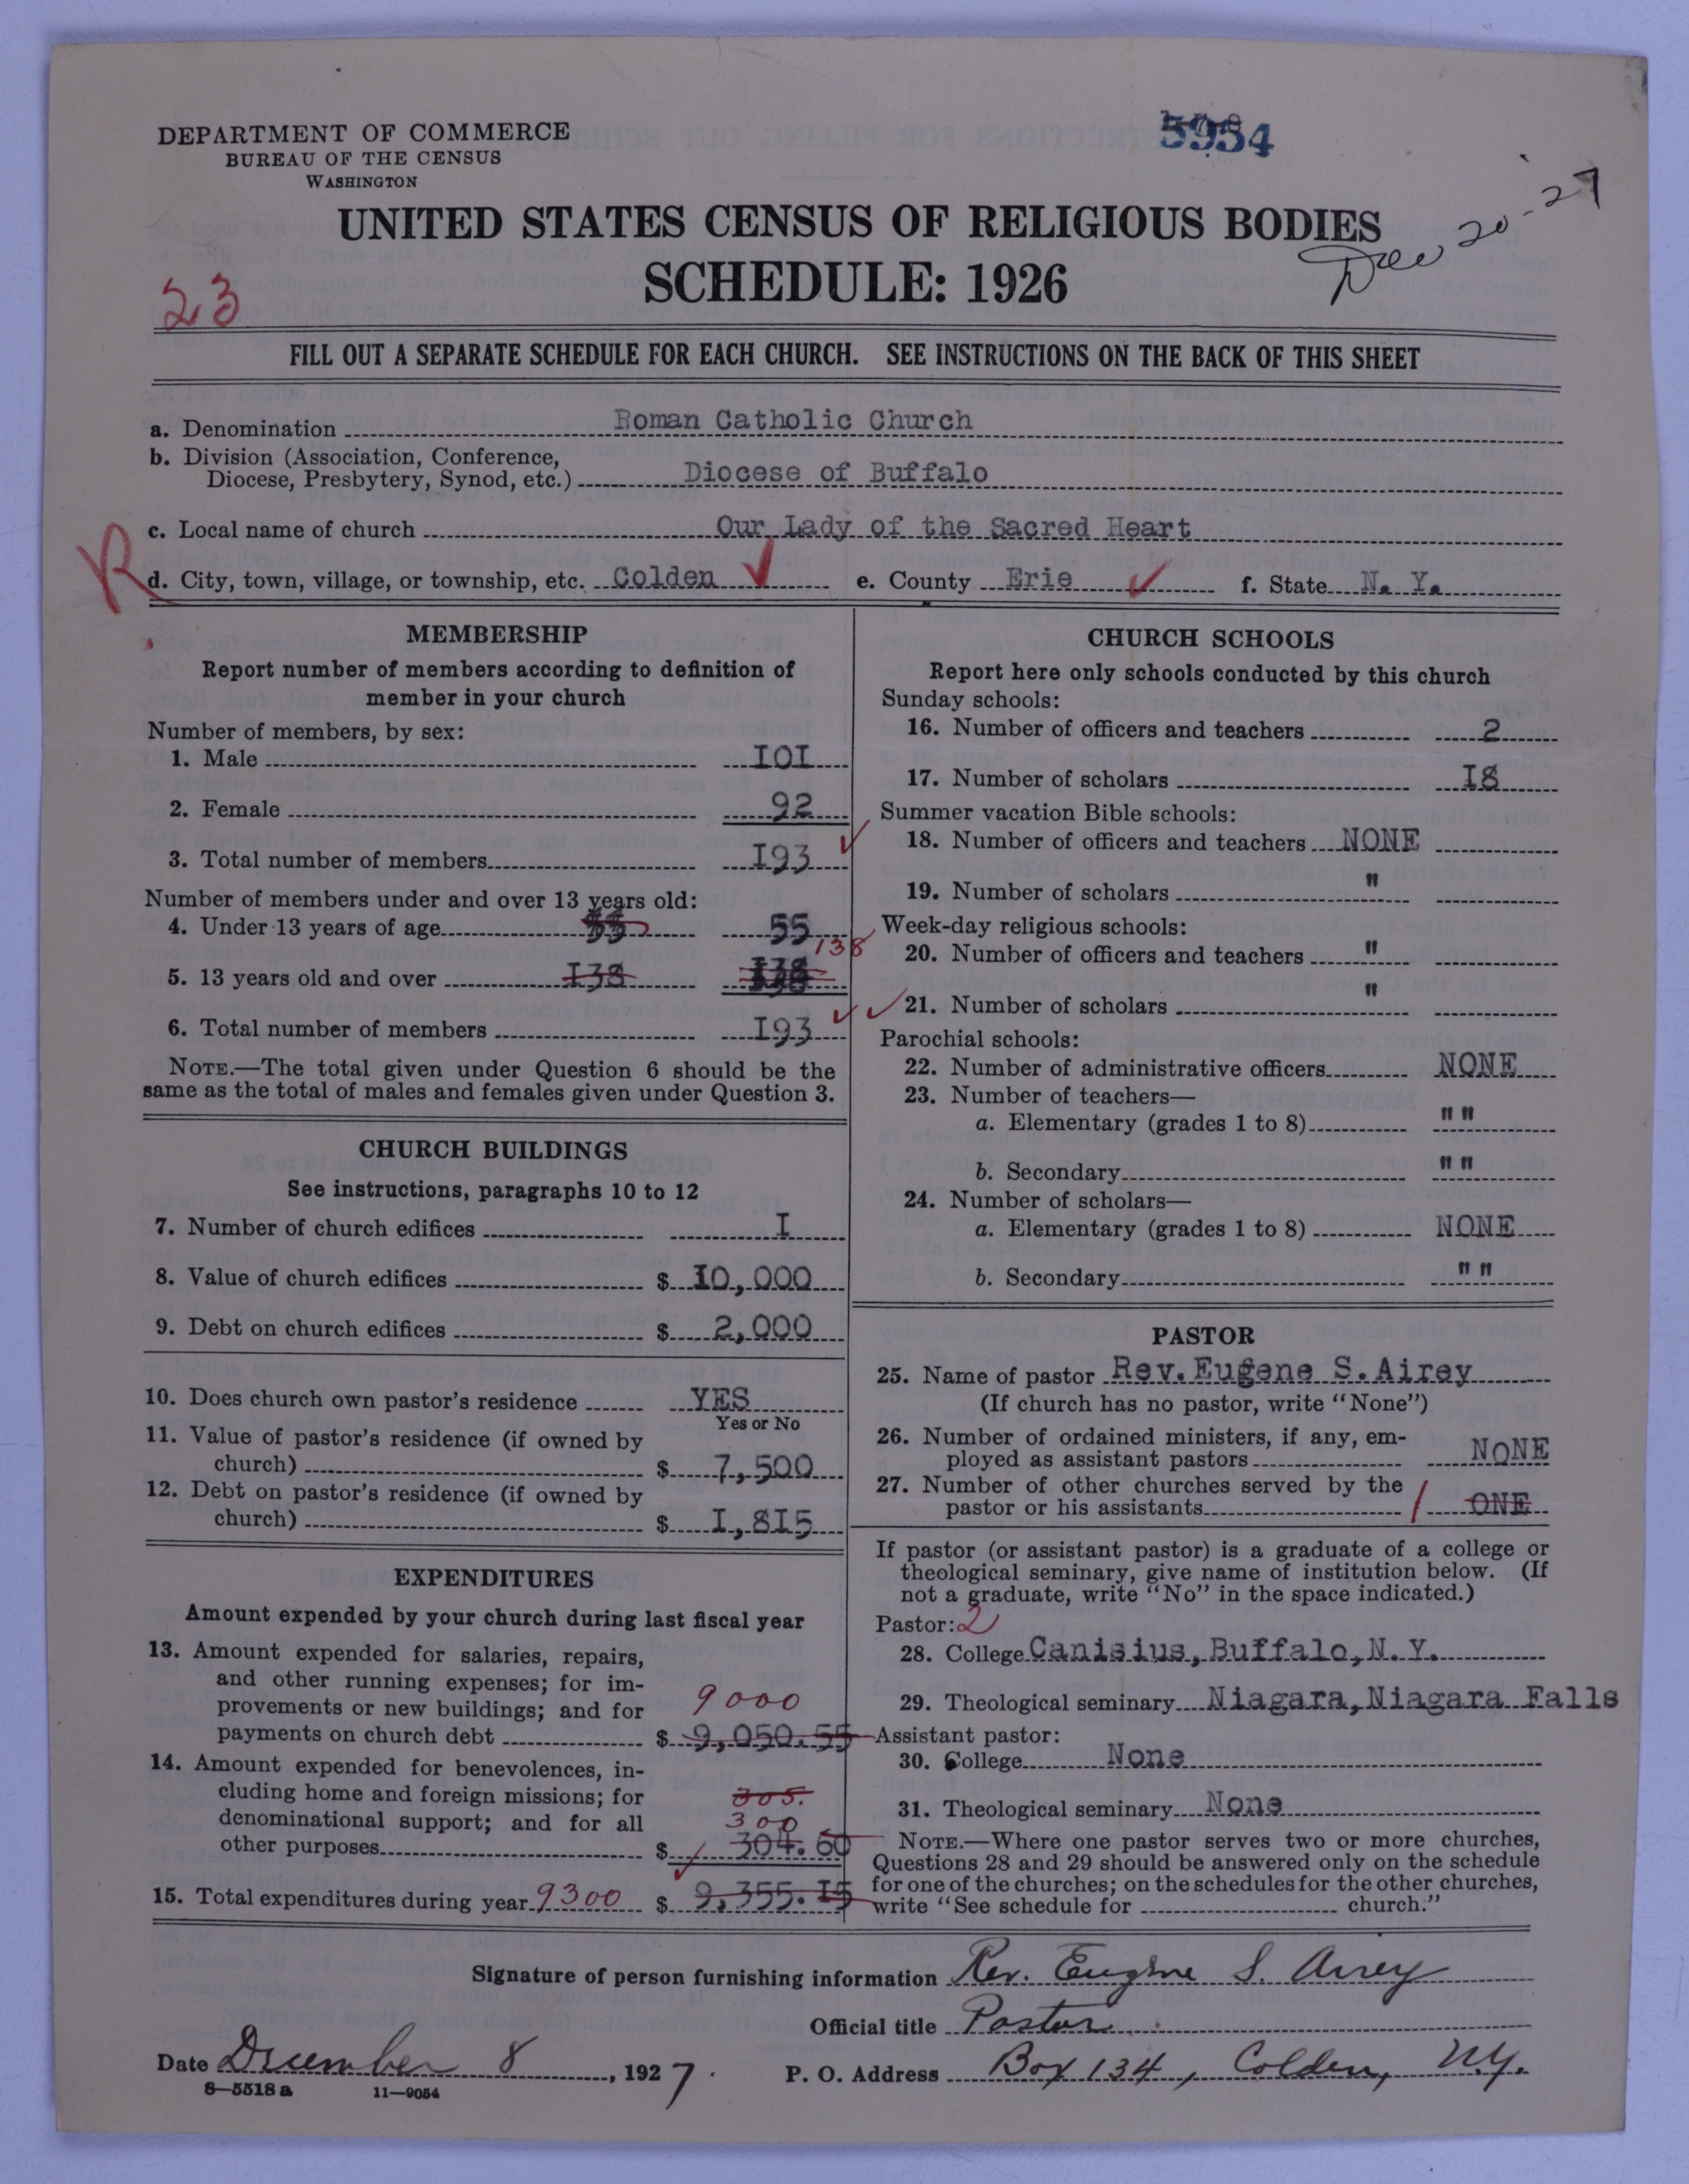 DEPARTMENT OF COMMERCE
BUREAU OF THE CENSUS
WASHINGTON
5954
UNITED STATES CENSUS OF RELIGIOUS BODIES
SCHEDULE: 1926
Dec 20-27
23
FILL OUT A SEPARATE SCHEDULE FOR EACH CHURCH. SEE INSTRUCTIONS ON THE BACK OF THIS SHEET
a. Denomination Roman Catholic Church
b. Division (Association, Conference,
Diocese, Presbytery, Synod, etc.) Diocese of Buffalo
c. Local name of church Our Lady of the Sacred Heart
R
d. City, town, village, or township, etc. Colden ✓ e. County Erie ✓ f. State N. Y.
MEMBERSHIP
Report number of members according to definition of
member in your church
Number of members, by sex:
1. Male IOI
2. Female 92
3. Total number of members I93 ✓
Number of members under and over 13 years old:
4. Under 13 years of age 55 55
138
5. 13 years old and over I38 I38
6. Total number of members I93 ✓
NOTE.—The total given under Question 6 should be the
same as the total of males and females given under Question 3.
CHURCH BUILDINGS
See instructions, paragraphs 10 to 12
7. Number of church edifices I
8. Value of church edifices $ I0,000
9. Debt on church edifices $ 2,000
10. Does church own pastor's residence YES
Yes or No
11. Value of pastor's residence (if owned by
church) $ 7,500
12. Debt on pastor's residence (if owned by
church) $ I,8I5
EXPENDITURES
Amount expended by your church during last fiscal year
13. Amount expended for salaries, repairs,
and other running expenses; for im-
provements or new buildings; and for 9000
payments on church debt $ 9,050.55
14. Amount expended for benevolences, in-
cluding home and foreign missions; for 305.
denominational support; and for all 300
other purposes $ 304.60
15. Total expenditures during year 9300 $ 9,355.I5
CHURCH SCHOOLS
Report here only schools conducted by this church
Sunday schools:
16. Number of officers and teachers 2
17. Number of scholars I8
Summer vacation Bible schools:
18. Number of officers and teachers NONE
19. Number of scholars "
Week-day religious schools:
20. Number of officers and teachers "
✓ 21. Number of scholars "
Parochial schools:
22. Number of administrative officers NONE
23. Number of teachers—
a. Elementary (grades 1 to 8) " "
b. Secondary " "
24. Number of scholars—
a. Elementary (grades 1 to 8) NONE
b. Secondary " "
PASTOR
25. Name of pastor Rev. Eugene S. Airey
(If church has no pastor, write "None")
26. Number of ordained ministers, if any, em-
ployed as assistant pastors NONE
27. Number of other churches served by the
pastor or his assistants / ONE
If pastor (or assistant pastor) is a graduate of a college or
theological seminary, give name of institution below. (If
not a graduate, write "No" in the space indicated.)
Pastor: 2
28. College Canisius, Buffalo, N. Y.
29. Theological seminary Niagara, Niagara Falls
Assistant pastor:
30. College None
31. Theological seminary None
NOTE.—Where one pastor serves two or more churches,
Questions 28 and 29 should be answered only on the schedule
for one of the churches; on the schedules for the other churches,
write "See schedule for church."
Signature of person furnishing information Rev. Eugene S. Airey
Official title Pastor
Date December 8, 1927. P. O. Address Box 134, Colden, N.Y.
8—5518 a 11—9054